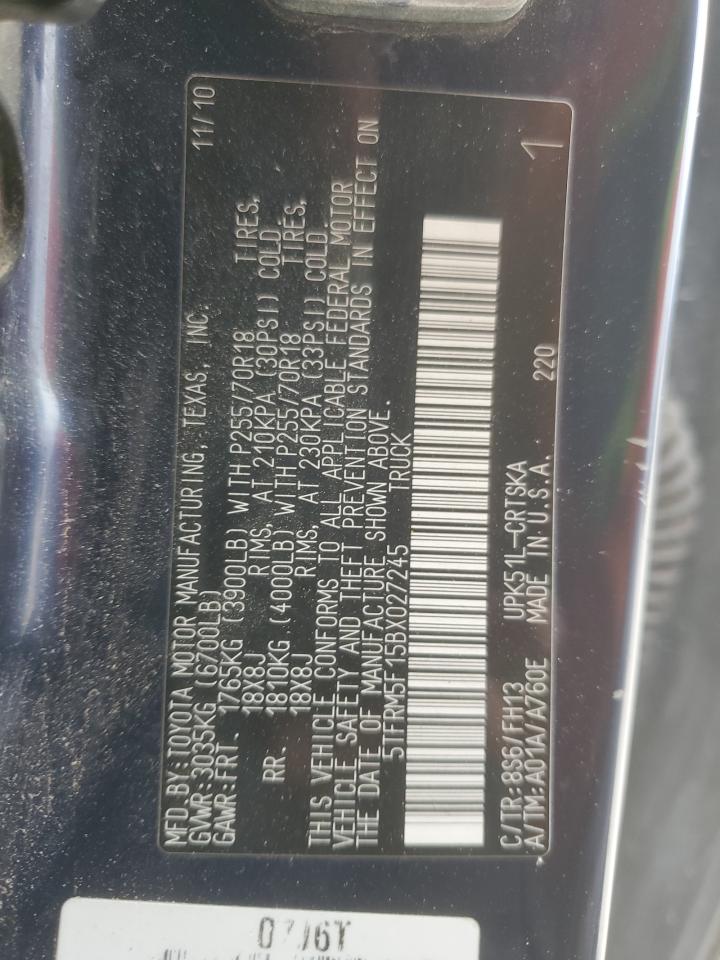 MFD.BY:TOYOTA MOTOR MANUFACTURING, TEXAS, INC. 11/10
GVWR:3035KG (6700LB)
GAWR:FRT. 1765KG (3900LB) WITH P255/70R18 TIRES,
18X8J RIMS, AT 210KPA (30PSI) COLD
RR. 1810KG (4000LB) WITH P255/70R18 TIRES,
18X8J RIMS, AT 230KPA (33PSI) COLD
THIS VEHICLE CONFORMS TO ALL APPLICABLE FEDERAL MOTOR
VEHICLE SAFETY AND THEFT PREVENTION STANDARDS IN EFFECT ON
THE DATE OF MANUFACTURE SHOWN ABOVE.
5TFRM5F15BX027245 TRUCK
C/TR:8S6/FH13 UPK51L-CRTSKA 1
A/TM:A01A/A760E MADE IN U.S.A. 220